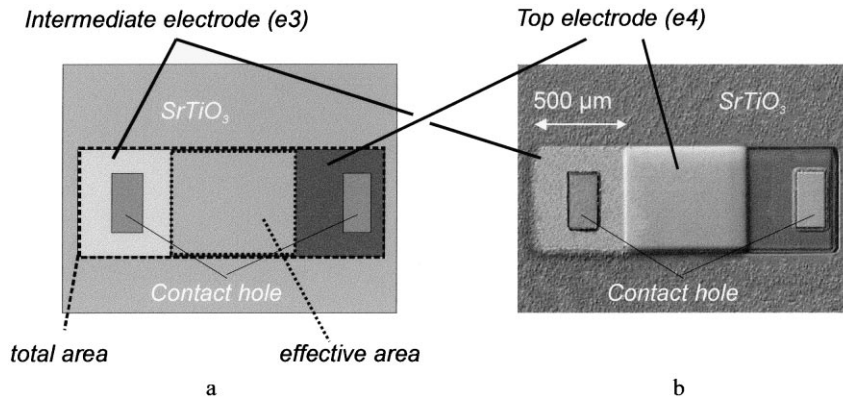 Intermediate electrode (e3)
Top electrode (e4)
SrTiO₃
500 µm
SrTiO₃
Contact hole
Contact hole
total area
effective area
a
b